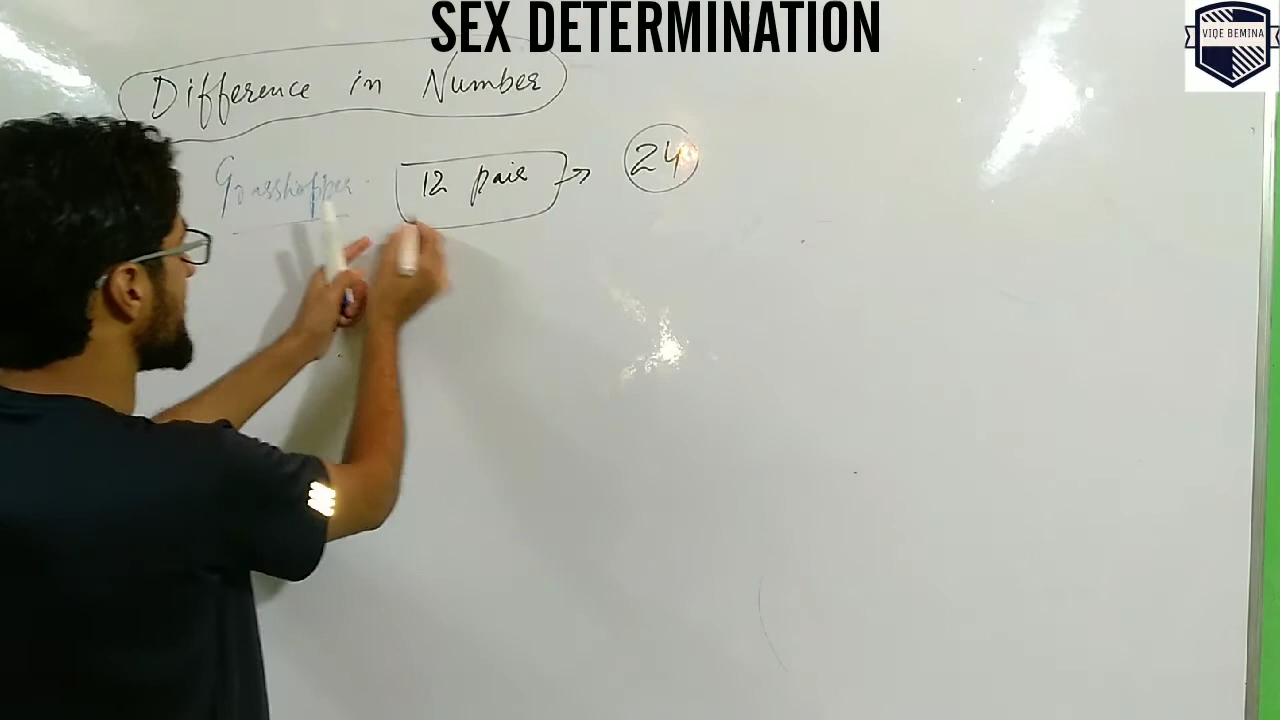 SEX DETERMINATION
VIQE BEMINA
Difference in Number
Grasshopper 12 pair → 24